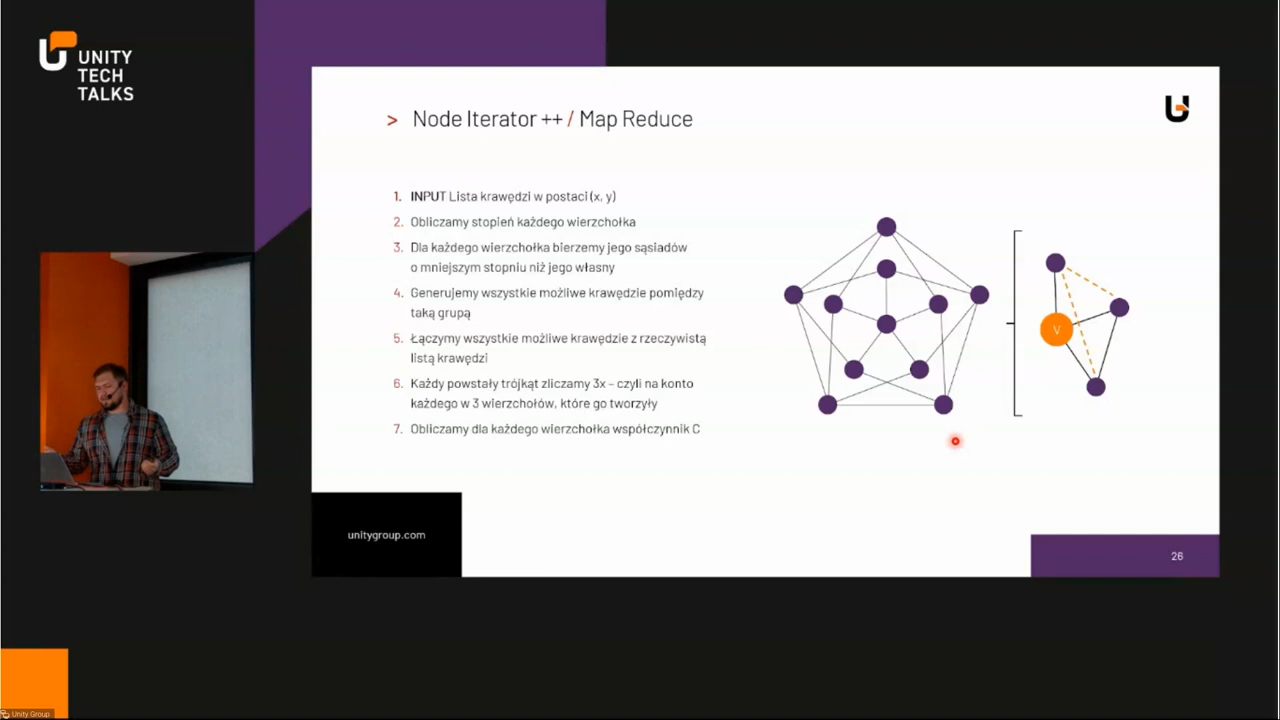 UNITY
TECH
TALKS
> Node Iterator ++ / Map Reduce
1. INPUT Lista krawędzi w postaci (x, y)
2. Obliczamy stopień każdego wierzchołka
3. Dla każdego wierzchołka bierzemy jego sąsiadów
o mniejszym stopniu niż jego własny
4. Generujemy wszystkie możliwe krawędzie pomiędzy
taką grupą
5. Łączymy wszystkie możliwe krawędzie z rzeczywistą
listą krawędzi
6. Każdy powstały trójkąt zliczamy 3x – czyli na konto
każdego w 3 wierzchołów, które go tworzyły
7. Obliczamy dla każdego wierzchołka współczynnik C
V
unitygroup.com
26
Unity Group